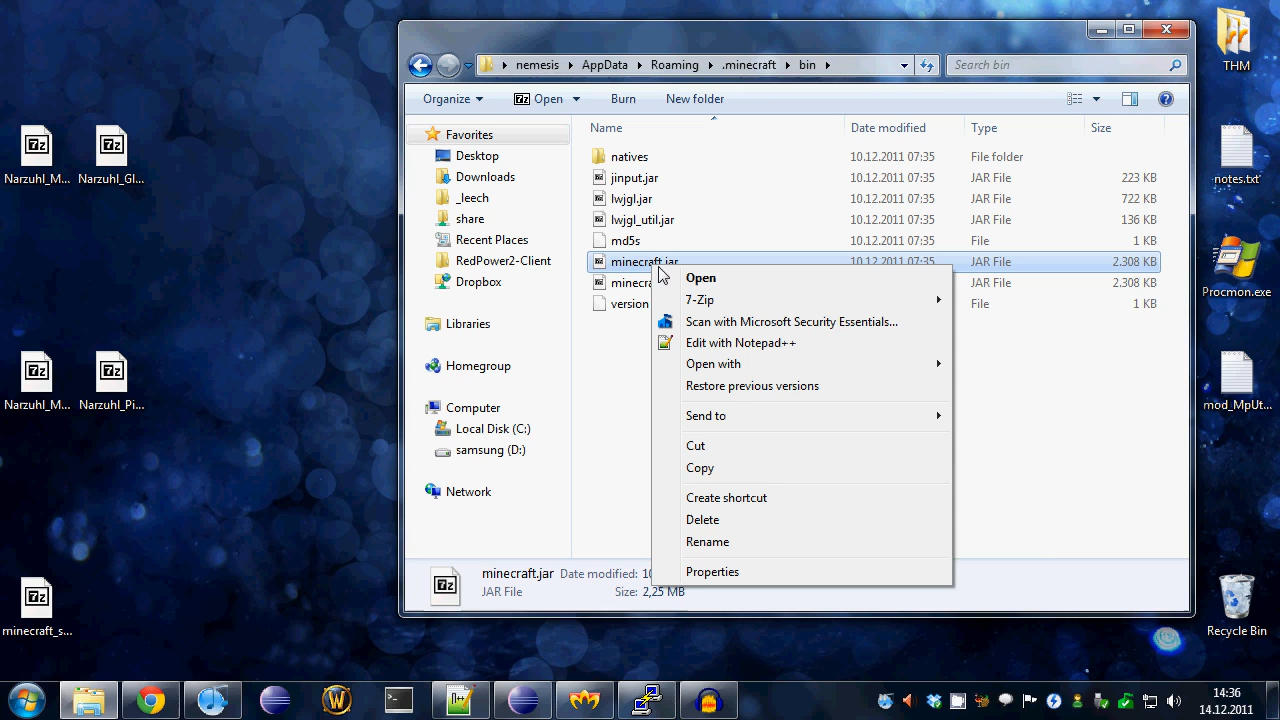 nemesis AppData Roaming .minecraft bin
Search bin
Organize Open Burn New folder
Name Date modified Type Size
Favorites
Desktop
Downloads
_leech
share
Recent Places
RedPower2-Client
Dropbox
Libraries
Homegroup
Computer
Local Disk (C:)
samsung (D:)
Network
natives 10.12.2011 07:35 File folder
jinput.jar 10.12.2011 07:35 JAR File 223 KB
lwjgl.jar 10.12.2011 07:35 JAR File 722 KB
lwjgl_util.jar 10.12.2011 07:35 JAR File 136 KB
md5s 10.12.2011 07:35 File 1 KB
minecraft.jar 10.12.2011 07:35 JAR File 2.308 KB
JAR File 2.308 KB
version File 1 KB
Open
7-Zip
Scan with Microsoft Security Essentials...
Edit with Notepad++
Open with
Restore previous versions
Send to
Cut
Copy
Create shortcut
Delete
Rename
Properties
minecraft.jar Date modified:
JAR File Size: 2,25 MB
Narzuhl_M... Narzuhl_Gl...
Narzuhl_M... Narzuhl_Pi...
minecraft_s...
THM
notes.txt
Procmon.exe
mod_MpUt...
Recycle Bin
14:36
14.12.2011